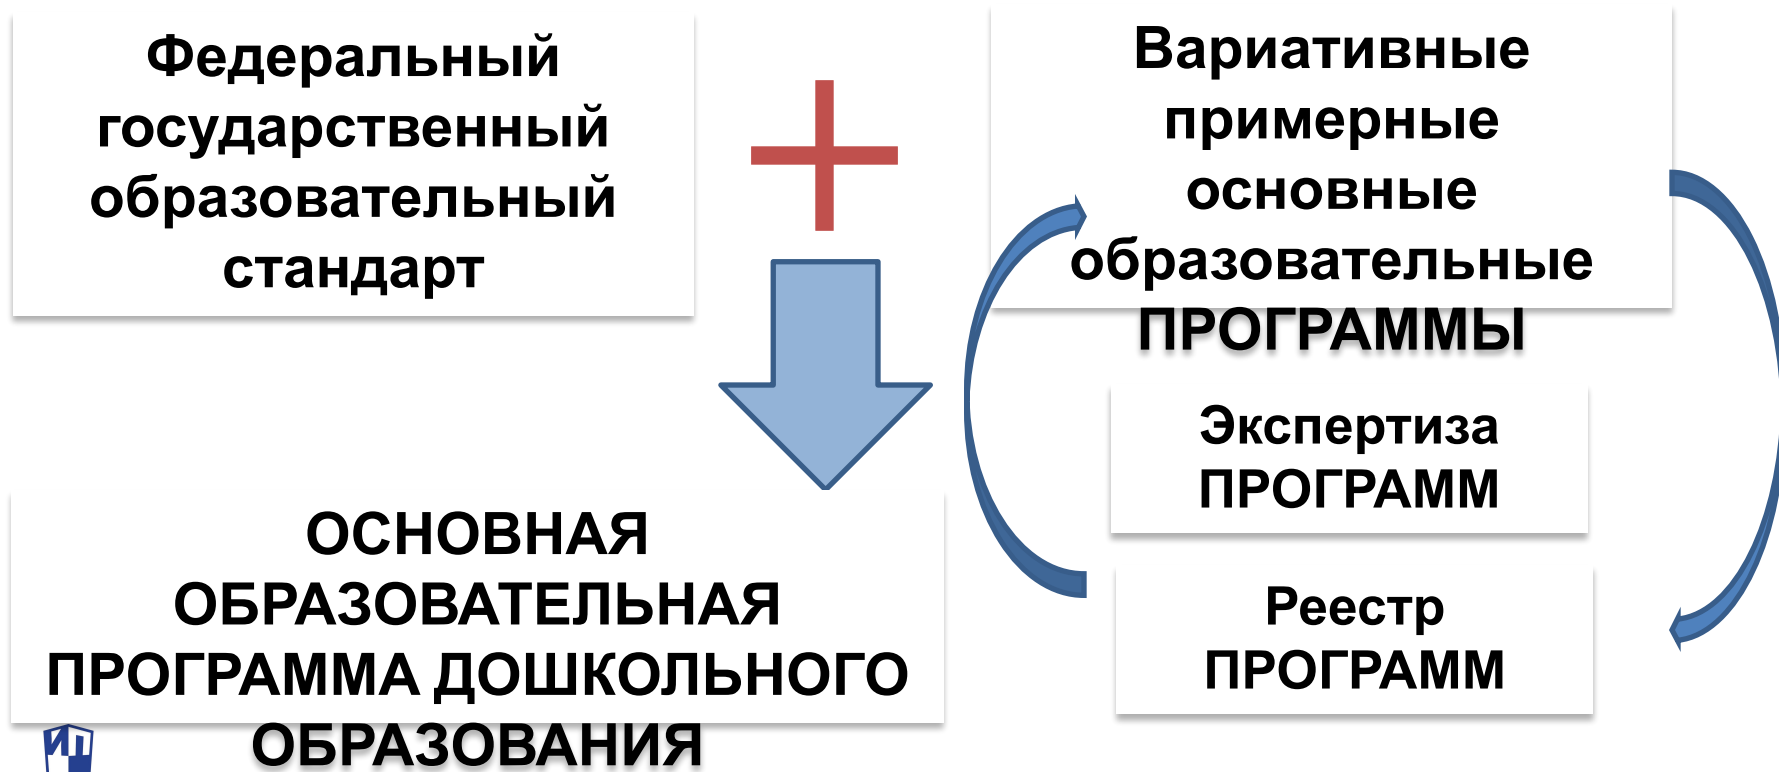 Федеральный
государственный
образовательный
стандарт
Вариативные
примерные
основные
образовательные
ПРОГРАММЫ
Экспертиза
ПРОГРАММ
Реестр
ПРОГРАММ
ОСНОВНАЯ
ОБРАЗОВАТЕЛЬНАЯ
ПРОГРАММА ДОШКОЛЬНОГО
ОБРАЗОВАНИЯ